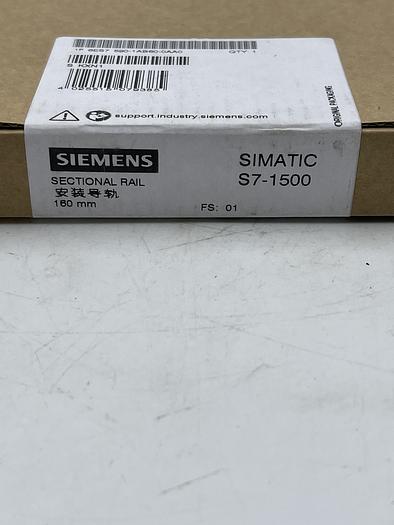 1P 6ES7 590-1AB60-0AA0 QTY 1
S KXN1
support.industry.siemens.com
ORIGINAL PACKAGING
SIEMENS
SIMATIC
S7-1500
SECTIONAL RAIL
安装导轨
160 mm
FS: 01